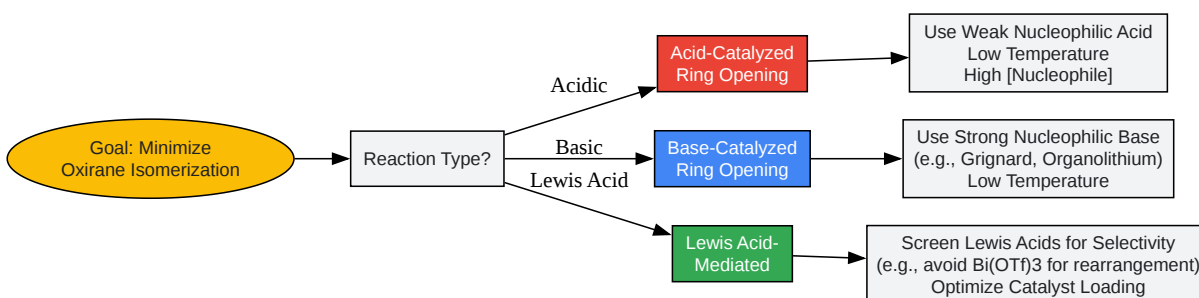 Goal: Minimize
Oxirane Isomerization
Reaction Type?
Acidic
Basic
Lewis Acid
Acid-Catalyzed
Ring Opening
Base-Catalyzed
Ring Opening
Lewis Acid-
Mediated
Use Weak Nucleophilic Acid
Low Temperature
High [Nucleophile]
Use Strong Nucleophilic Base
(e.g., Grignard, Organolithium)
Low Temperature
Screen Lewis Acids for Selectivity
(e.g., avoid Bi(OTf)3 for rearrangement)
Optimize Catalyst Loading